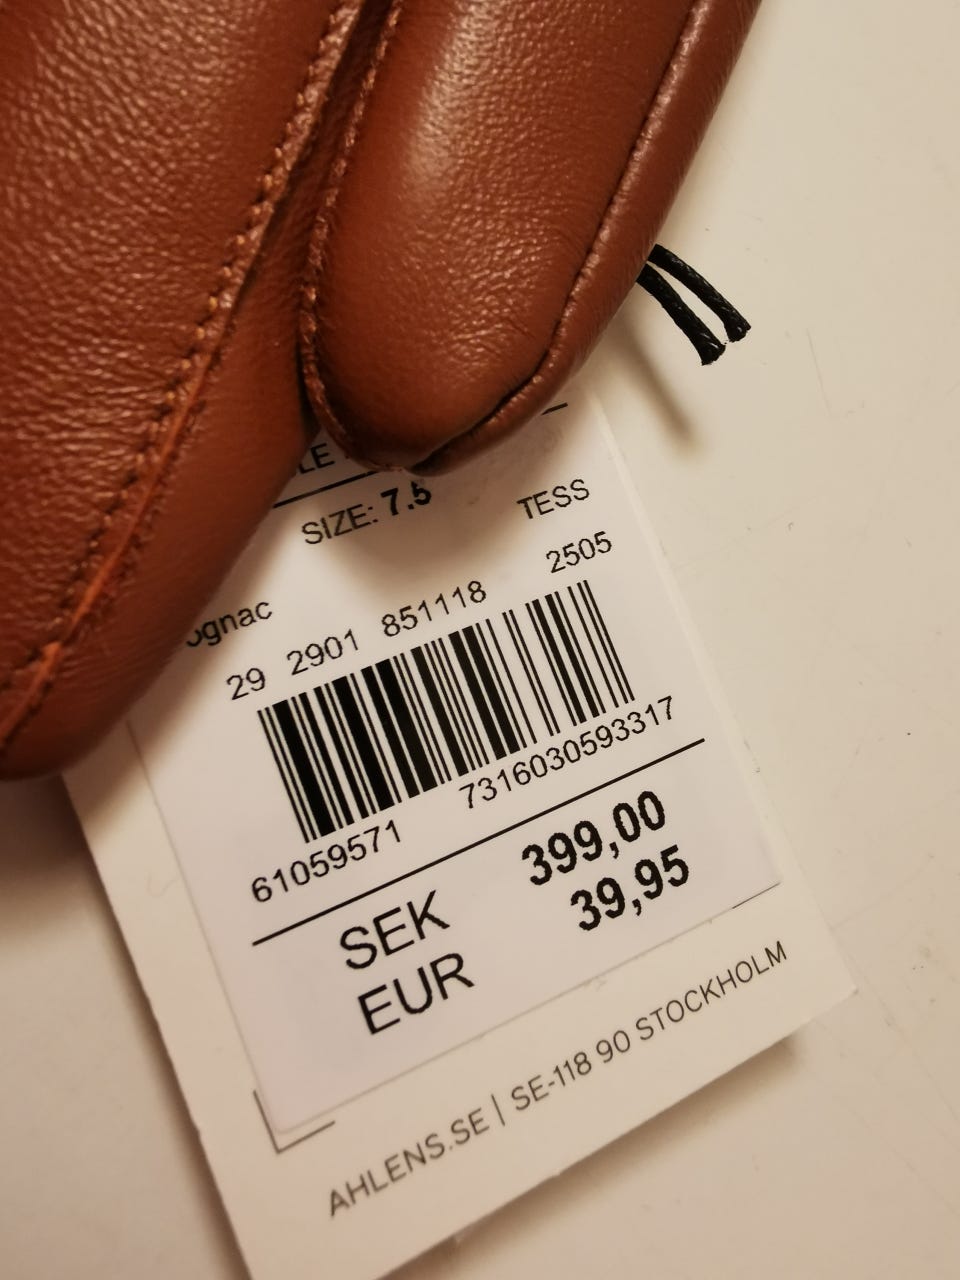 SIZE: 7.5
TESS
ognac
2505
29 2901 851118
61059571 7316030593317
SEK 399,00
EUR 39,95
AHLENS.SE | SE-118 90 STOCKHOLM